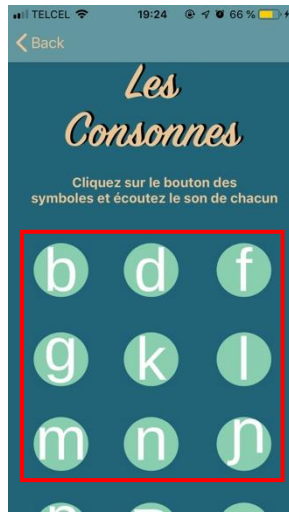 TELCEL 19:24 66 %
Back
Les
Consonnes
Cliquez sur le bouton des
symboles et écoutez le son de chacun
b d f
g k l
m n ɲ